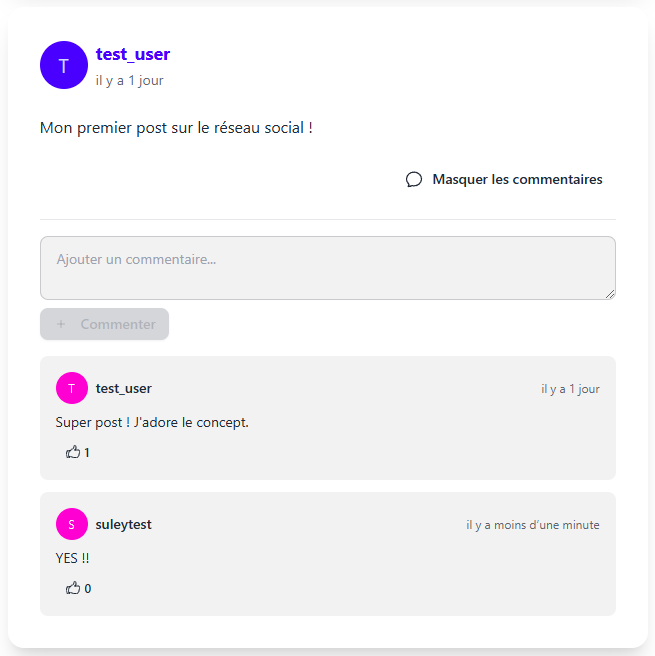 T
test_user
il y a 1 jour
Mon premier post sur le réseau social !
Masquer les commentaires
Ajouter un commentaire...
+ Commenter
T test_user il y a 1 jour
Super post ! J'adore le concept.
1
S suleytest il y a moins d’une minute
YES !!
0